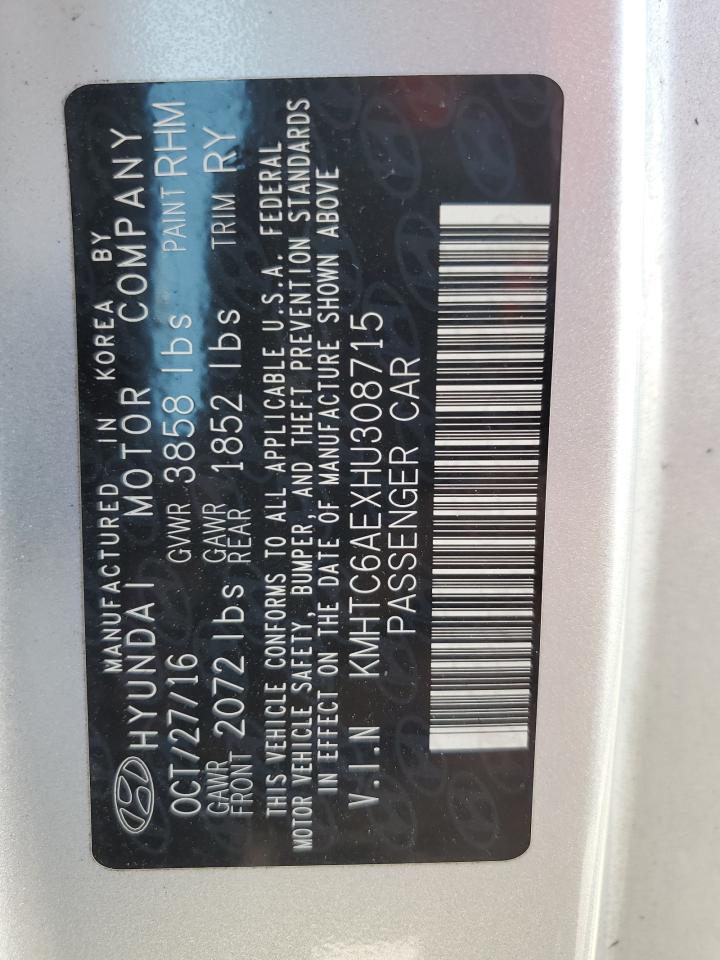 MANUFACTURED IN KOREA BY
HYUNDAI MOTOR COMPANY
OCT/27/16 GVWR 3858 lbs PAINT RHM
GAWR FRONT 2072 lbs GAWR REAR 1852 lbs TRIM RY
THIS VEHICLE CONFORMS TO ALL APPLICABLE U.S.A. FEDERAL
MOTOR VEHICLE SAFETY, BUMPER, AND THEFT PREVENTION STANDARDS
IN EFFECT ON THE DATE OF MANUFACTURE SHOWN ABOVE
V.I.N KMHTC6AEXHU308715
PASSENGER CAR